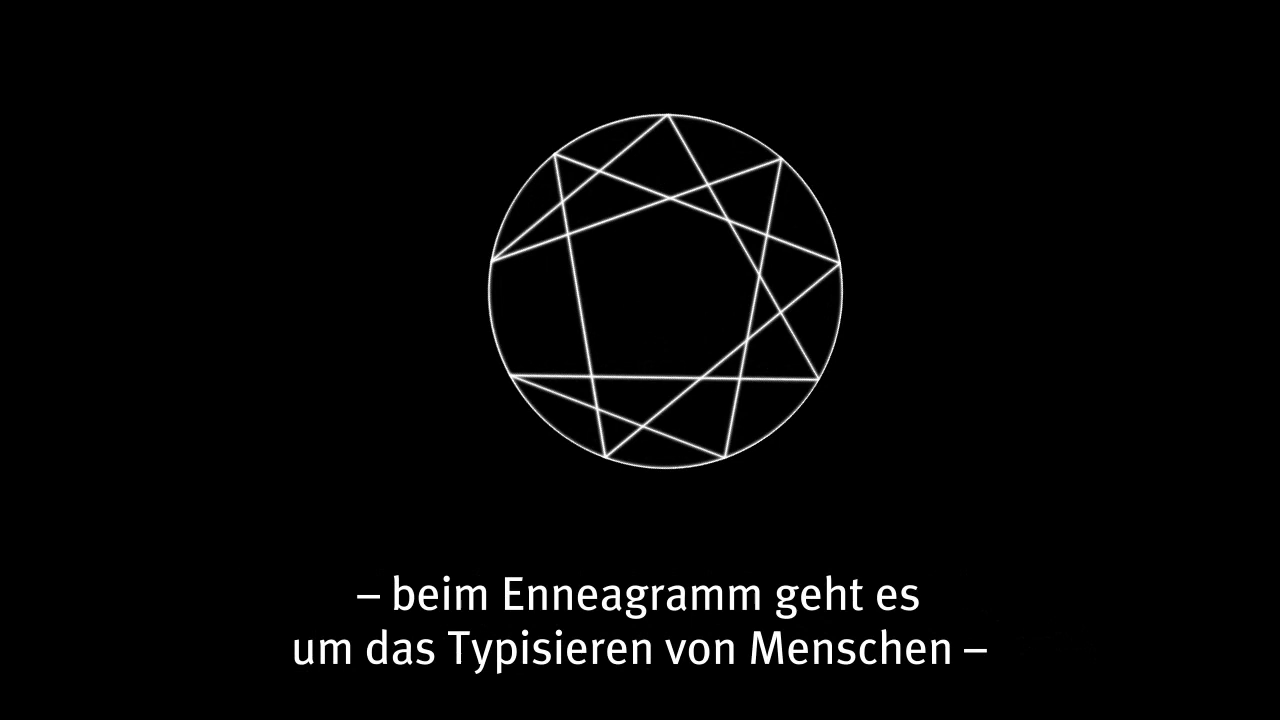 – beim Enneagramm geht es
um das Typisieren von Menschen –